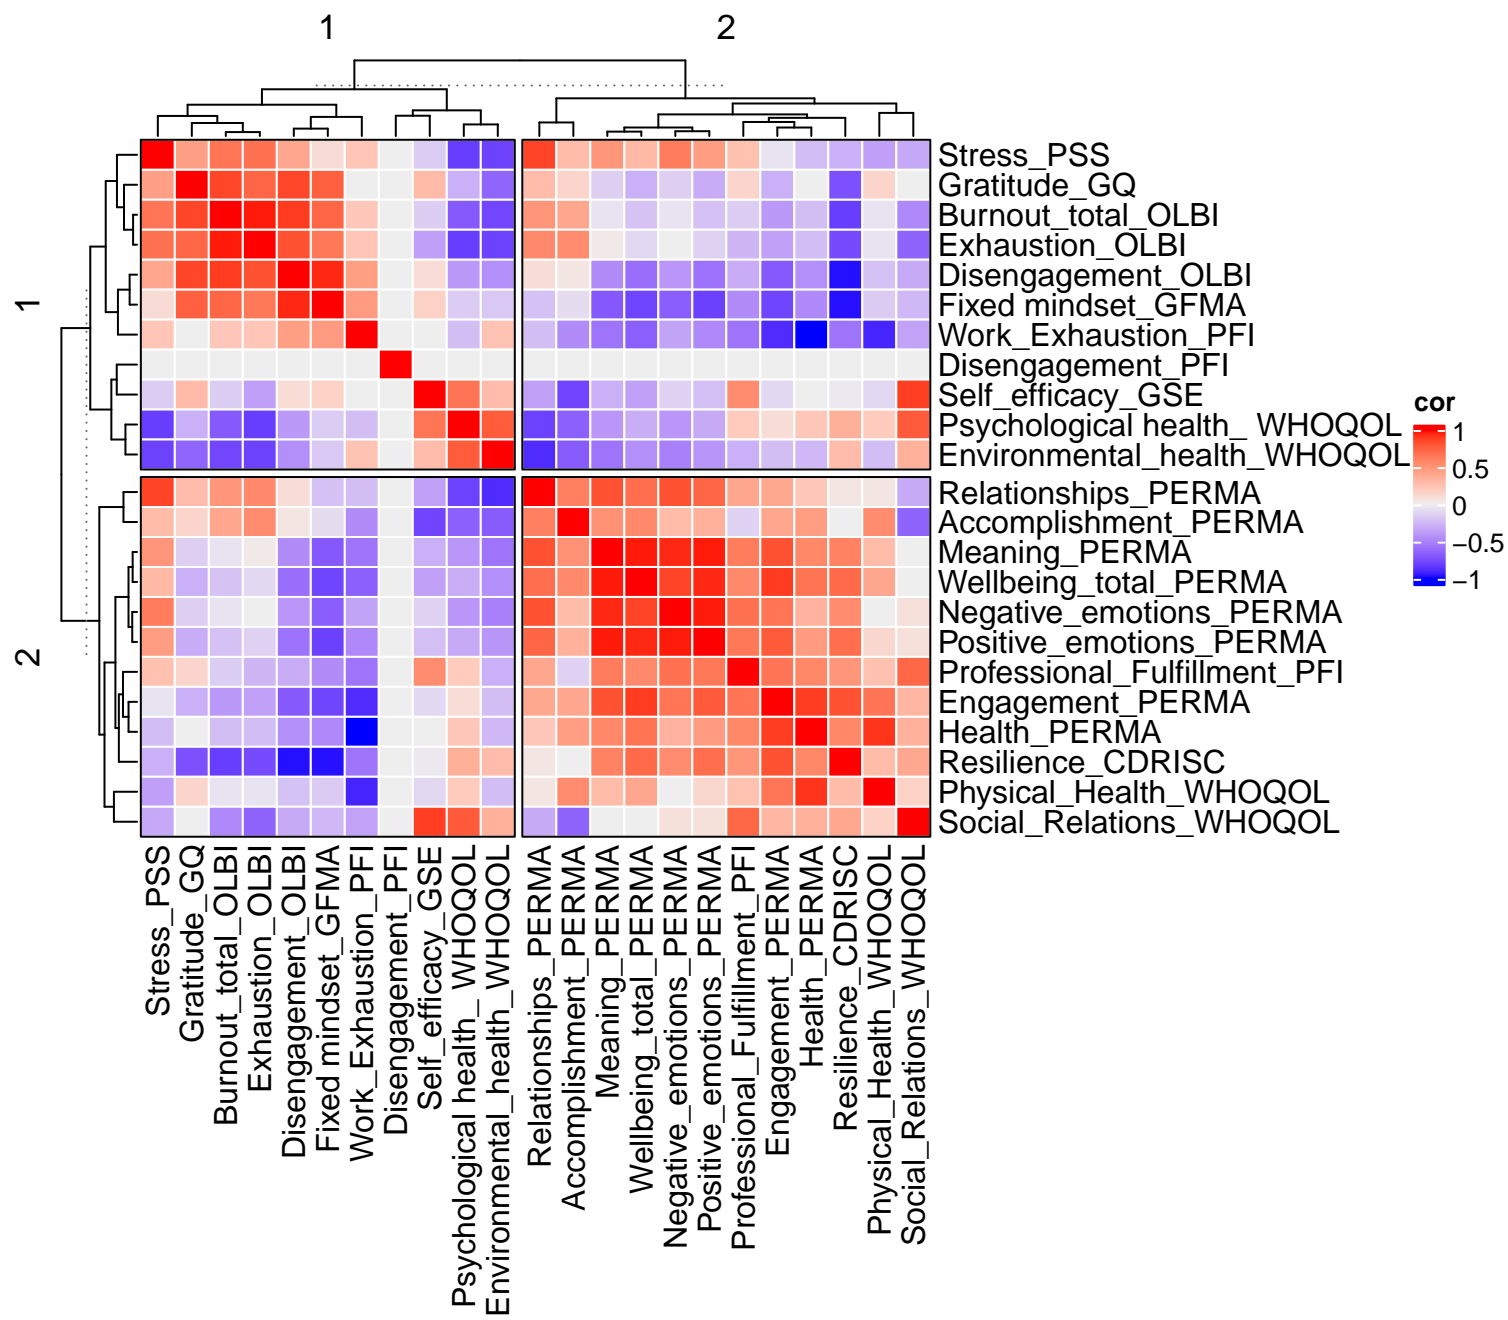 1
2
1
2
Stress_PSS
Gratitude_GQ
Burnout_total_OLBI
Exhaustion_OLBI
Disengagement_OLBI
Fixed mindset_GFMA
Work_Exhaustion_PFI
Disengagement_PFI
Self_efficacy_GSE
Psychological health_ WHOQOL
Environmental_health_WHOQOL
Relationships_PERMA
Accomplishment_PERMA
Meaning_PERMA
Wellbeing_total_PERMA
Negative_emotions_PERMA
Positive_emotions_PERMA
Professional_Fulfillment_PFI
Engagement_PERMA
Health_PERMA
Resilience_CDRISC
Physical_Health_WHOQOL
Social_Relations_WHOQOL
cor
1
0.5
0
−0.5
−1
Stress_PSS
Gratitude_GQ
Burnout_total_OLBI
Exhaustion_OLBI
Disengagement_OLBI
Fixed mindset_GFMA
Work_Exhaustion_PFI
Disengagement_PFI
Self_efficacy_GSE
Psychological health_ WHOQOL
Environmental_health_WHOQOL
Relationships_PERMA
Accomplishment_PERMA
Meaning_PERMA
Wellbeing_total_PERMA
Negative_emotions_PERMA
Positive_emotions_PERMA
Professional_Fulfillment_PFI
Engagement_PERMA
Health_PERMA
Resilience_CDRISC
Physical_Health_WHOQOL
Social_Relations_WHOQOL